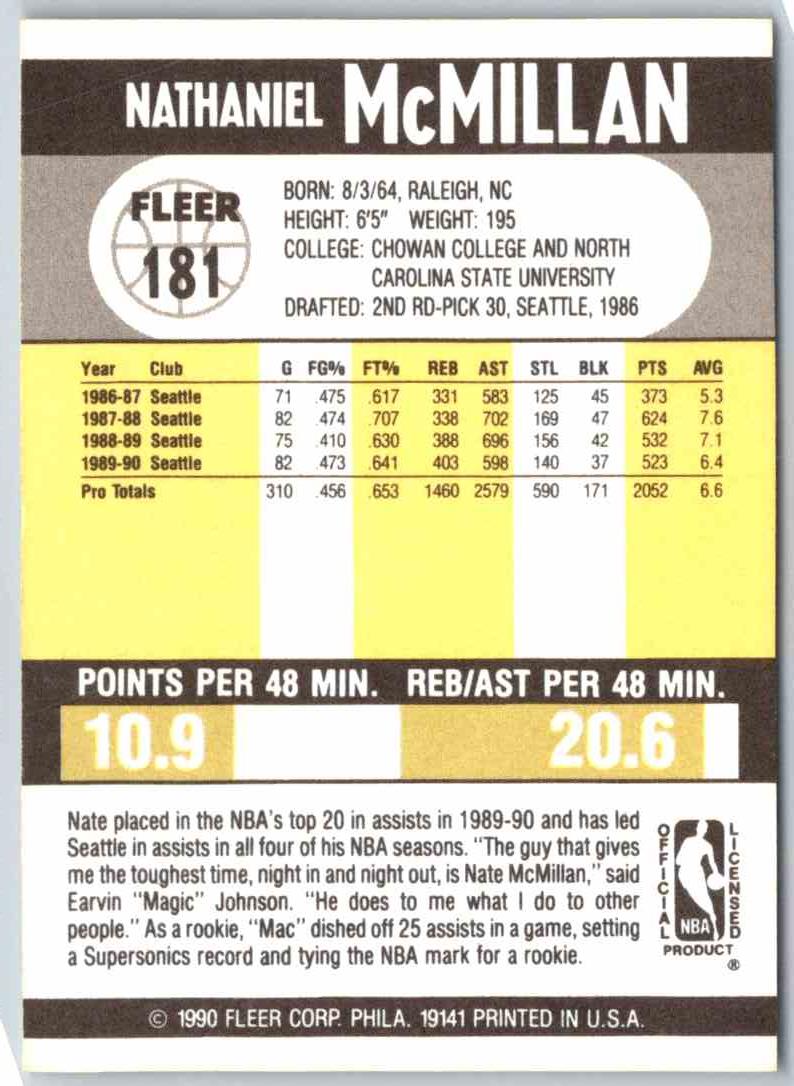 NATHANIEL McMILLAN
FLEER
181
BORN: 8/3/64, RALEIGH, NC
HEIGHT: 6'5" WEIGHT: 195
COLLEGE: CHOWAN COLLEGE AND NORTH
CAROLINA STATE UNIVERSITY
DRAFTED: 2ND RD-PICK 30, SEATTLE, 1986
Year Club G FG% FT% REB AST STL BLK PTS AVG
1986-87 Seattle 71 .475 .617 331 583 125 45 373 5.3
1987-88 Seattle 82 .474 .707 338 702 169 47 624 7.6
1988-89 Seattle 75 .410 .630 388 696 156 42 532 7.1
1989-90 Seattle 82 .473 .641 403 598 140 37 523 6.4
Pro Totals 310 .456 .653 1460 2579 590 171 2052 6.6
POINTS PER 48 MIN. REB/AST PER 48 MIN.
10.9 20.6
Nate placed in the NBA's top 20 in assists in 1989-90 and has led
Seattle in assists in all four of his NBA seasons. "The guy that gives
me the toughest time, night in and night out, is Nate McMillan," said
Earvin "Magic" Johnson. "He does to me what I do to other
people." As a rookie, "Mac" dished off 25 assists in a game, setting
a Supersonics record and tying the NBA mark for a rookie.
OFFICIAL
NBA
LICENSED
PRODUCT
®
© 1990 FLEER CORP. PHILA. 19141 PRINTED IN U.S.A.